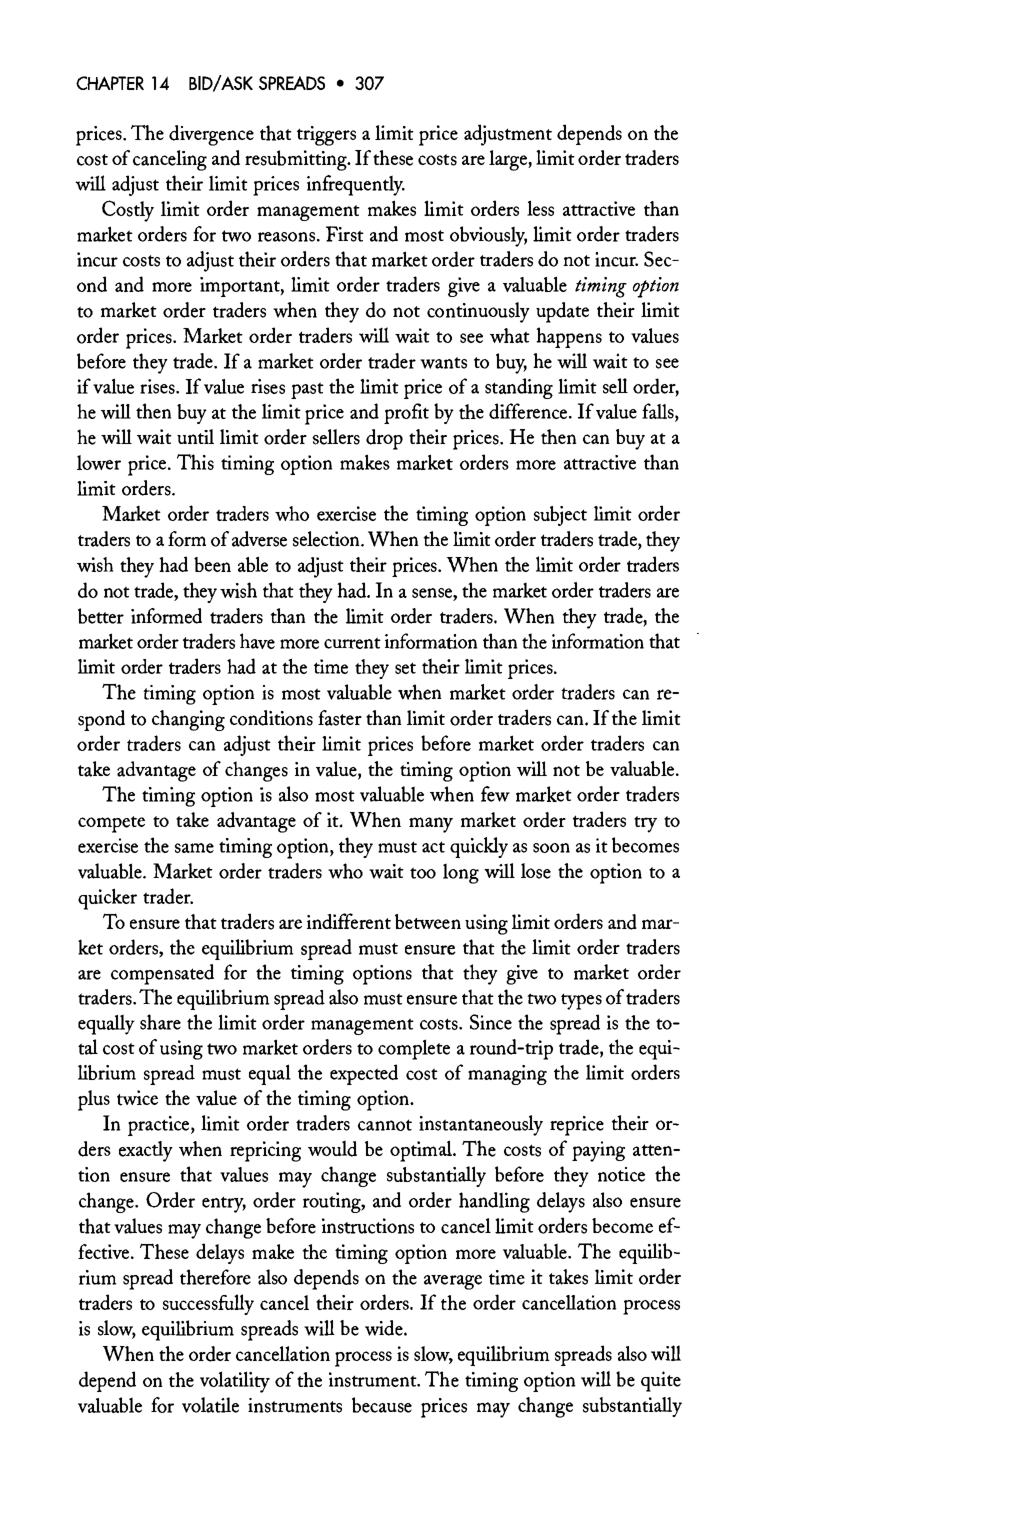 CHAPTER 14 BID/ASK SPREADS • 307
prices. The divergence that triggers a limit price adjustment depends on the
cost of canceling and resubmitting. If these costs are large, limit order traders
will adjust their limit prices infrequently.
Costly limit order management makes limit orders less attractive than
market orders for two reasons. First and most obviously, limit order traders
incur costs to adjust their orders that market order traders do not incur. Sec-
ond and more important, limit order traders give a valuable timing option
to market order traders when they do not continuously update their limit
order prices. Market order traders will wait to see what happens to values
before they trade. If a market order trader wants to buy, he will wait to see
if value rises. If value rises past the limit price of a standing limit sell order,
he will then buy at the limit price and profit by the difference. If value falls,
he will wait until limit order sellers drop their prices. He then can buy at a
lower price. This timing option makes market orders more attractive than
limit orders.
Market order traders who exercise the timing option subject limit order
traders to a form of adverse selection. When the limit order traders trade, they
wish they had been able to adjust their prices. When the limit order traders
do not trade, they wish that they had. In a sense, the market order traders are
better informed traders than the limit order traders. When they trade, the
market order traders have more current information than the information that
limit order traders had at the time they set their limit prices.
The timing option is most valuable when market order traders can re-
spond to changing conditions faster than limit order traders can. If the limit
order traders can adjust their limit prices before market order traders can
take advantage of changes in value, the timing option will not be valuable.
The timing option is also most valuable when few market order traders
compete to take advantage of it. When many market order traders try to
exercise the same timing option, they must act quickly as soon as it becomes
valuable. Market order traders who wait too long will lose the option to a
quicker trader.
To ensure that traders are indifferent between using limit orders and mar-
ket orders, the equilibrium spread must ensure that the limit order traders
are compensated for the timing options that they give to market order
traders. The equilibrium spread also must ensure that the two types of traders
equally share the limit order management costs. Since the spread is the to-
tal cost of using two market orders to complete a round-trip trade, the equi-
librium spread must equal the expected cost of managing the limit orders
plus twice the value of the timing option.
In practice, limit order traders cannot instantaneously reprice their or-
ders exactly when repricing would be optimal. The costs of paying atten-
tion ensure that values may change substantially before they notice the
change. Order entry, order routing, and order handling delays also ensure
that values may change before instructions to cancel limit orders become ef-
fective. These delays make the timing option more valuable. The equilib-
rium spread therefore also depends on the average time it takes limit order
traders to successfully cancel their orders. If the order cancellation process
is slow, equilibrium spreads will be wide.
When the order cancellation process is slow, equilibrium spreads also will
depend on the volatility of the instrument. The timing option will be quite
valuable for volatile instruments because prices may change substantially